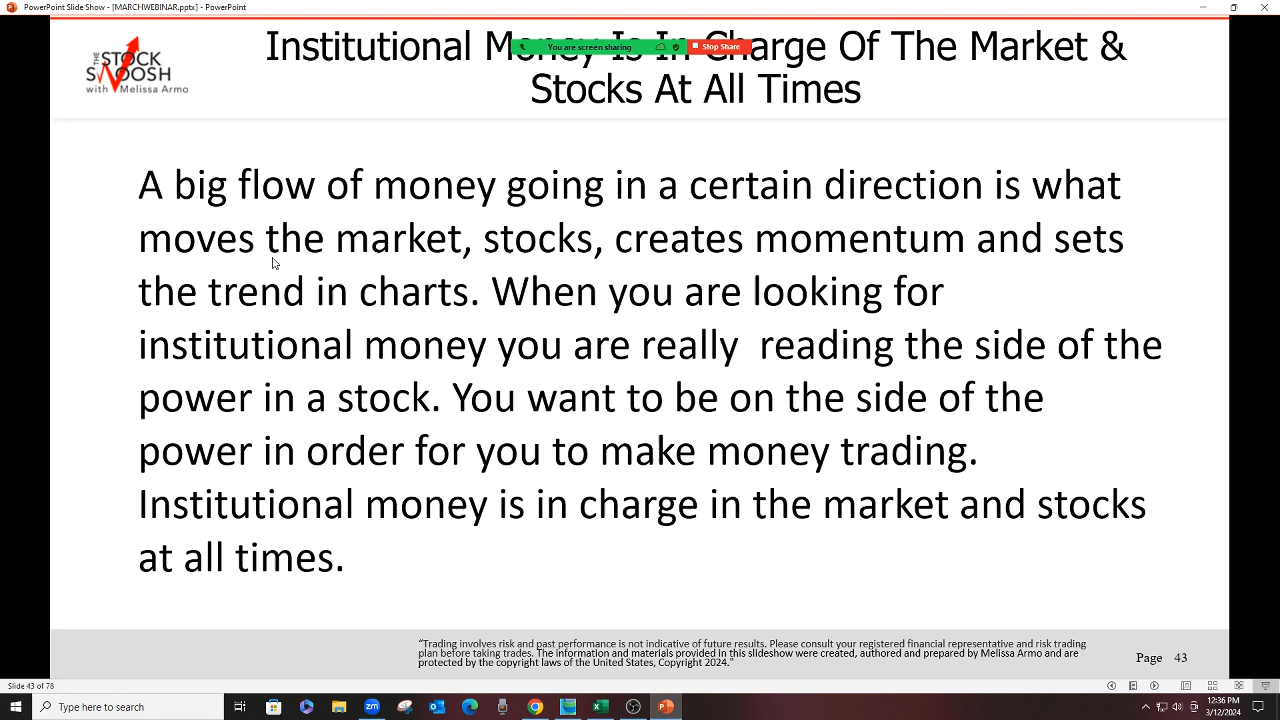 PowerPoint Slide Show - [MARCHWEBINAR.pptx] - PowerPoint
You are screen sharing
Stop Share
THE
STOCK
SWOOSH
with Melissa Armo
Institutional Money Is In Charge Of The Market &
Stocks At All Times
A big flow of money going in a certain direction is what
moves the market, stocks, creates momentum and sets
the trend in charts. When you are looking for
institutional money you are really  reading the side of the
power in a stock. You want to be on the side of the
power in order for you to make money trading.
Institutional money is in charge in the market and stocks
at all times.
“Trading involves risk and past performance is not indicative of future results. Please consult your registered financial representative and risk trading
plan before taking trades. The information and materials provided in this slideshow were created, authored and prepared by Melissa Armo and are
protected by the copyright laws of the United States, Copyright 2024."
Page 43
Slide 43 of 78
Type here to search
12:36 PM
3/12/2024